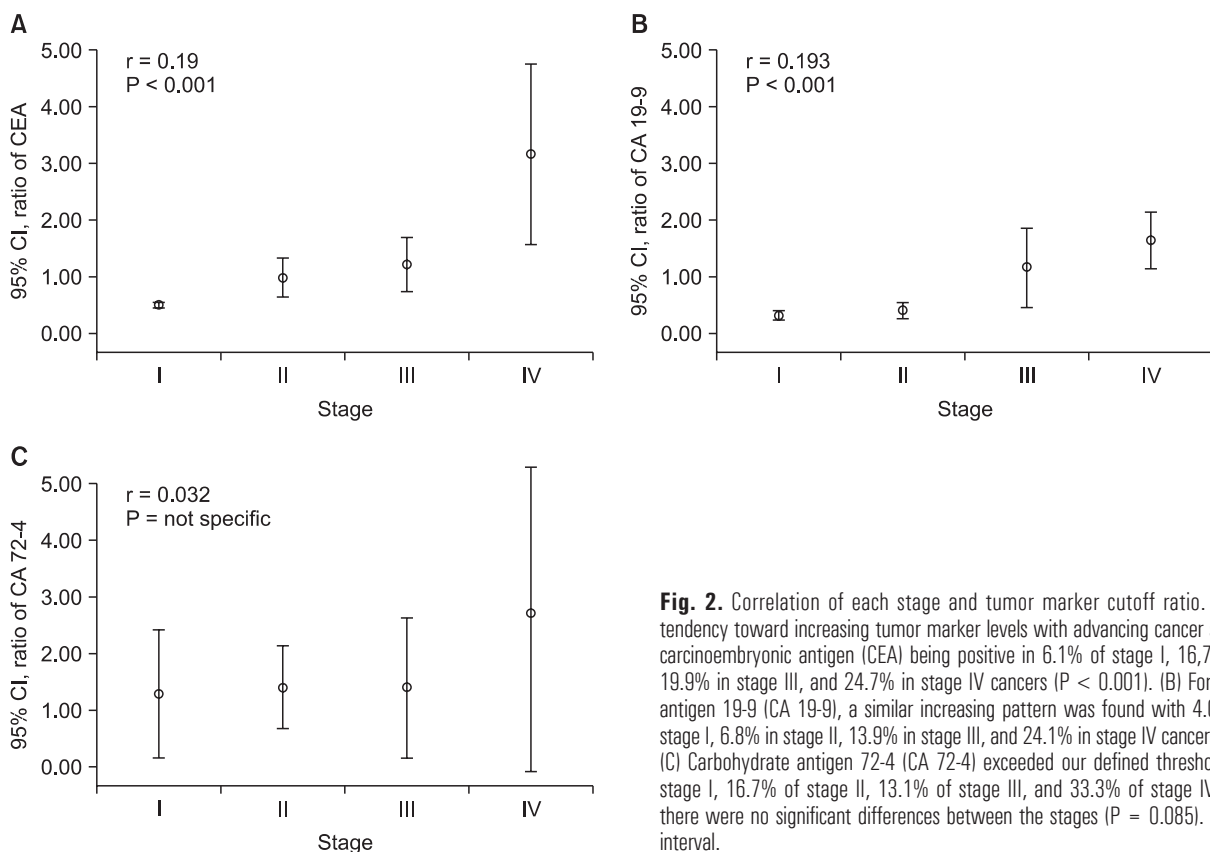 A
r = 0.19
P < 0.001
5.00
4.00
3.00
2.00
1.00
0.00
95% CI, ratio of CEA
I II III IV
Stage
B
r = 0.193
P < 0.001
5.00
4.00
3.00
2.00
1.00
0.00
95% CI, ratio of CA 19-9
I II III IV
Stage
C
r = 0.032
P = not specific
5.00
4.00
3.00
2.00
1.00
0.00
95% CI, ratio of CA 72-4
I II III IV
Stage
Fig. 2. Correlation of each stage and tumor marker cutoff ratio.
tendency toward increasing tumor marker levels with advancing cancer
carcinoembryonic antigen (CEA) being positive in 6.1% of stage I, 16,7
19.9% in stage III, and 24.7% in stage IV cancers (P < 0.001). (B) For
antigen 19-9 (CA 19-9), a similar increasing pattern was found with 4.0
stage I, 6.8% in stage II, 13.9% in stage III, and 24.1% in stage IV cancer
(C) Carbohydrate antigen 72-4 (CA 72-4) exceeded our defined thresho
stage I, 16.7% of stage II, 13.1% of stage III, and 33.3% of stage IV
there were no significant differences between the stages (P = 0.085).
interval.